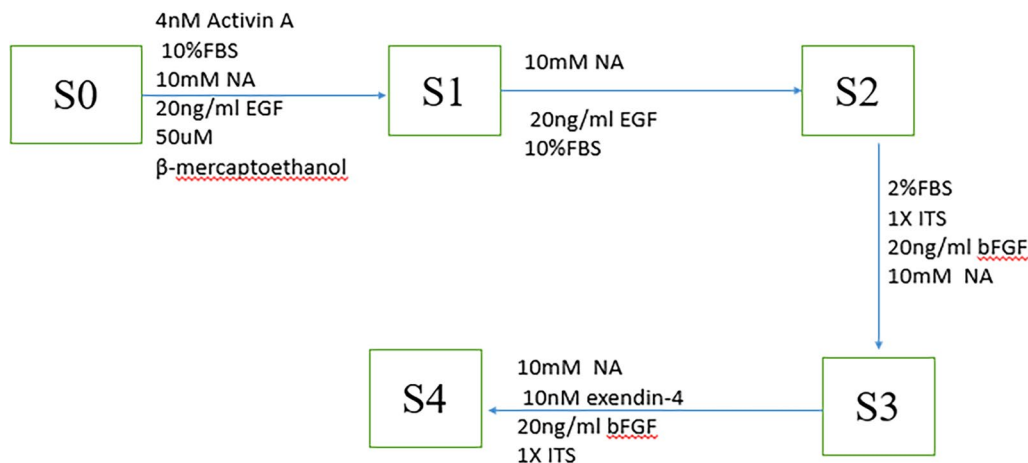 S0
4nM Activin A
10%FBS
10mM NA
20ng/ml EGF
50uM
β-mercaptoethanol
S1
10mM NA
20ng/ml EGF
10%FBS
S2
2%FBS
1X ITS
20ng/ml bFGF
10mM NA
S3
10mM NA
10nM exendin-4
20ng/ml bFGF
1X ITS
S4